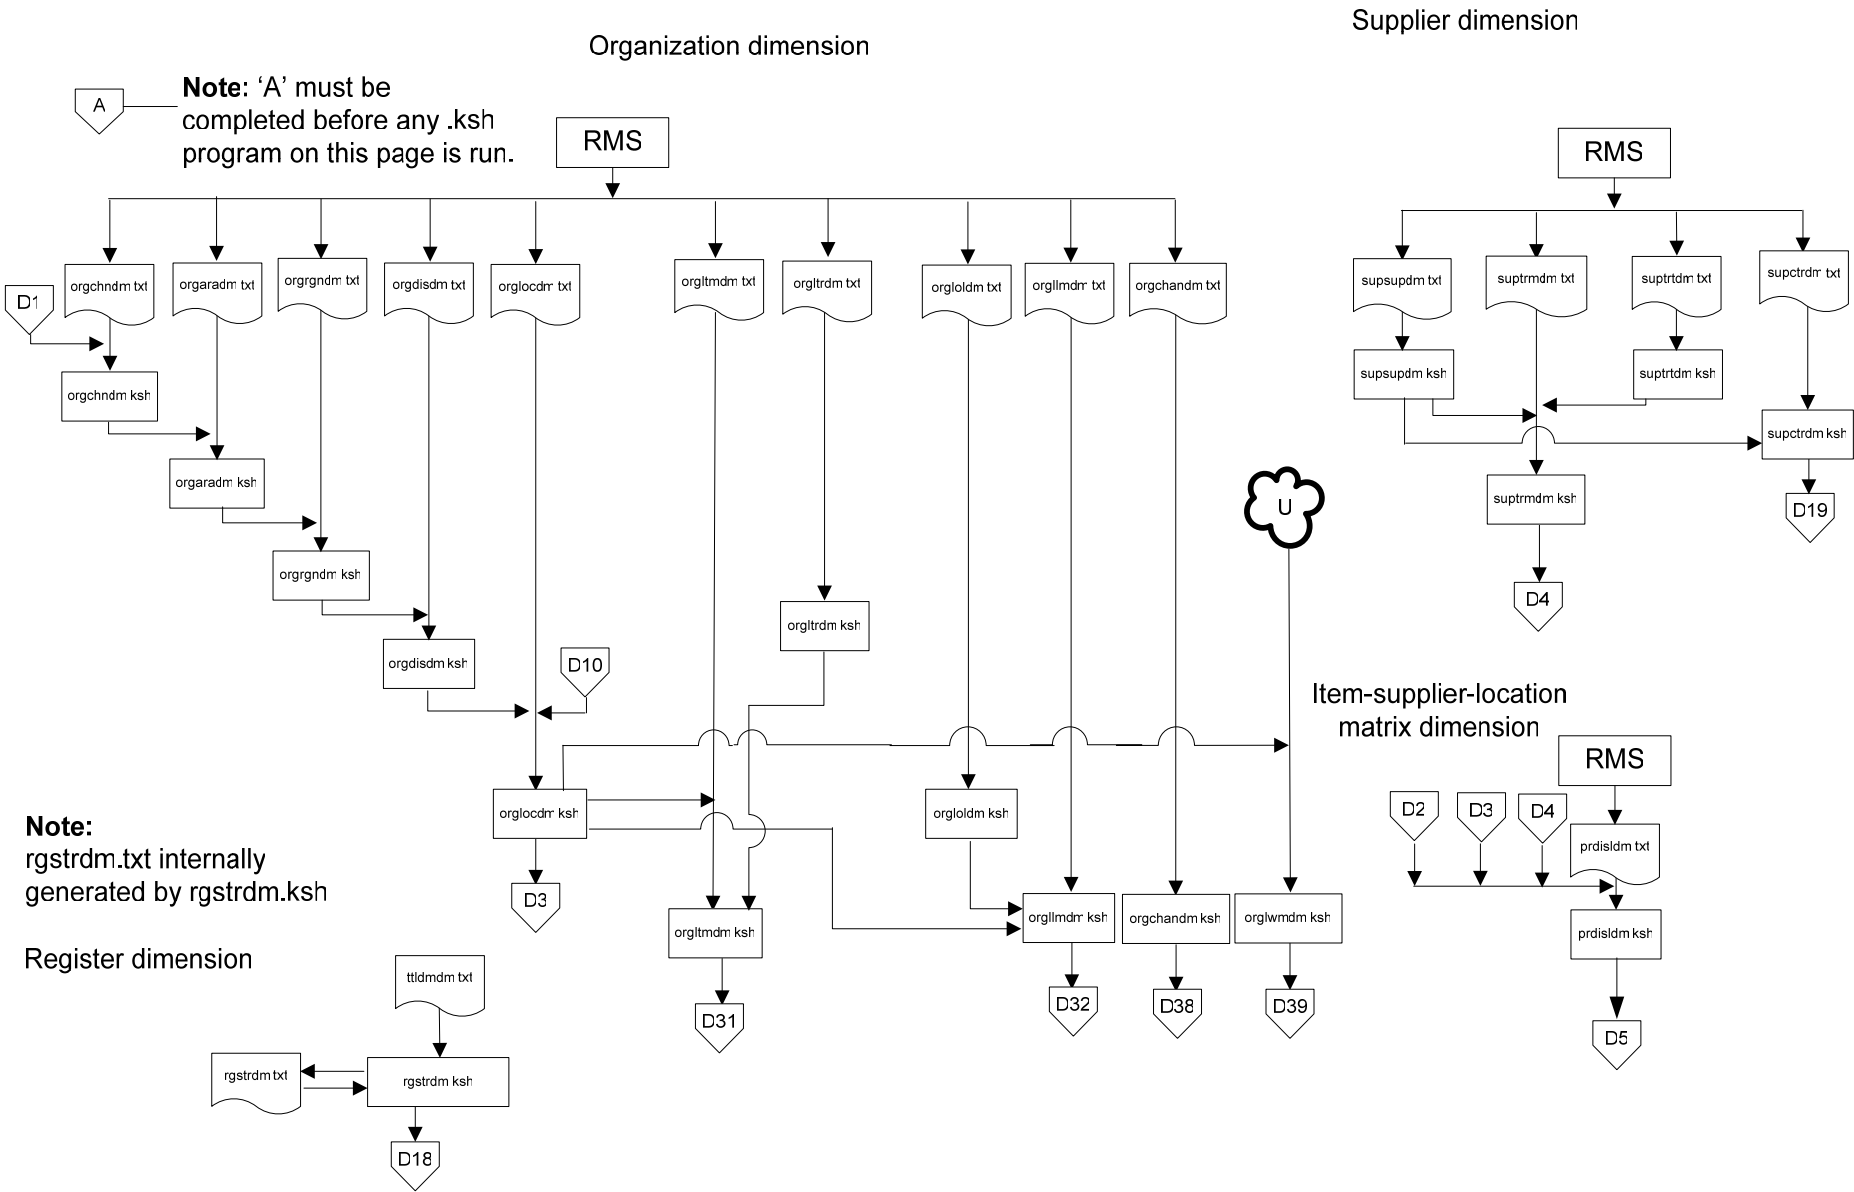 Supplier dimension
Organization dimension
Note: ‘A’ must be
completed before any .ksh
program on this page is run.
A
RMS
RMS
orgchndm txt
orgaradm txt
orgrgndm txt
orgdisdm txt
orglocdm txt
orgltmdm txt
orgltrdm txt
orgloldm txt
orgllmdm txt
orgchandm txt
supsupdm txt
suptrmdm txt
suptrtdm txt
supctrdm txt
D1
orgchndm ksh
supsupdm ksh
suptrtdm ksh
supctrdm ksh
orgaradm ksh
suptrmdm ksh
U
D19
orgrgndm ksh
D4
orgltrdm ksh
orgdisdm ksh
D10
Item-supplier-location
matrix dimension
RMS
orglocdm ksh
orgloldm ksh
D2
D3
D4
prdisldm txt
Note:
rgstrdm.txt internally
generated by rgstrdm.ksh
D3
orgltmdm ksh
orgllmdm ksh
orgchandm ksh
orglwmdm ksh
prdisldm ksh
Register dimension
ttldmdm txt
D31
D32
D38
D39
D5
rgstrdm txt
rgstrdm ksh
D18